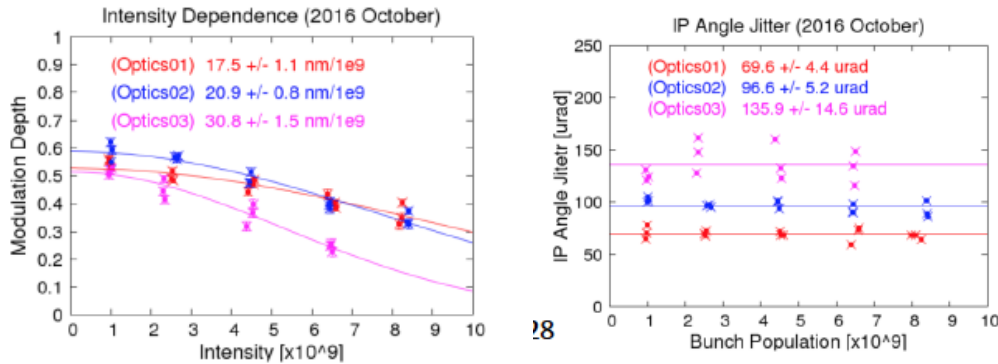 Intensity Dependence (2016 October)
(Optics01) 17.5 +/- 1.1 nm/1e9
(Optics02) 20.9 +/- 0.8 nm/1e9
(Optics03) 30.8 +/- 1.5 nm/1e9
Modulation Depth
1
0.9
0.8
0.7
0.6
0.5
0.4
0.3
0.2
0.1
0
0 1 2 3 4 5 6 7 8 9 10
Intensity [x10^9]
IP Angle Jitter (2016 October)
(Optics01) 69.6 +/- 4.4 urad
(Optics02) 96.6 +/- 5.2 urad
(Optics03) 135.9 +/- 14.6 urad
IP Angle Jitetr [urad]
250
200
150
100
50
0
0 1 2 3 4 5 6 7 8 9 10
Bunch Population [x10^9]
28